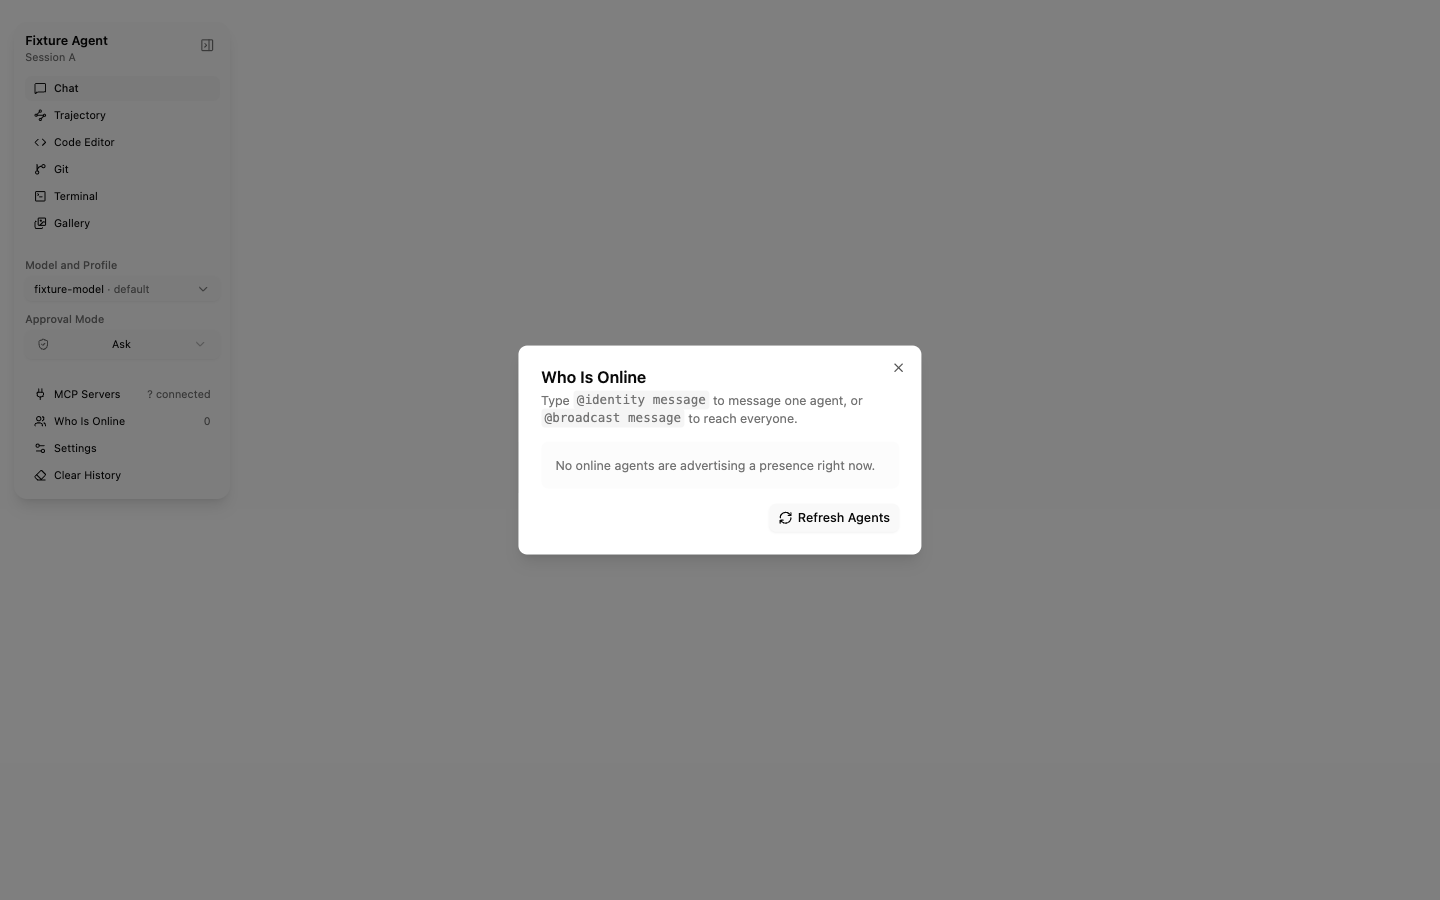 Fixture Agent
Session A
Chat
Trajectory
Code Editor
Git
Terminal
Gallery
Model and Profile
fixture-model · default
Approval Mode
Ask
MCP Servers ? connected
Who Is Online 0
Settings
Clear History
Who Is Online
Type @identity message to message one agent, or
@broadcast message to reach everyone.
No online agents are advertising a presence right now.
Refresh Agents